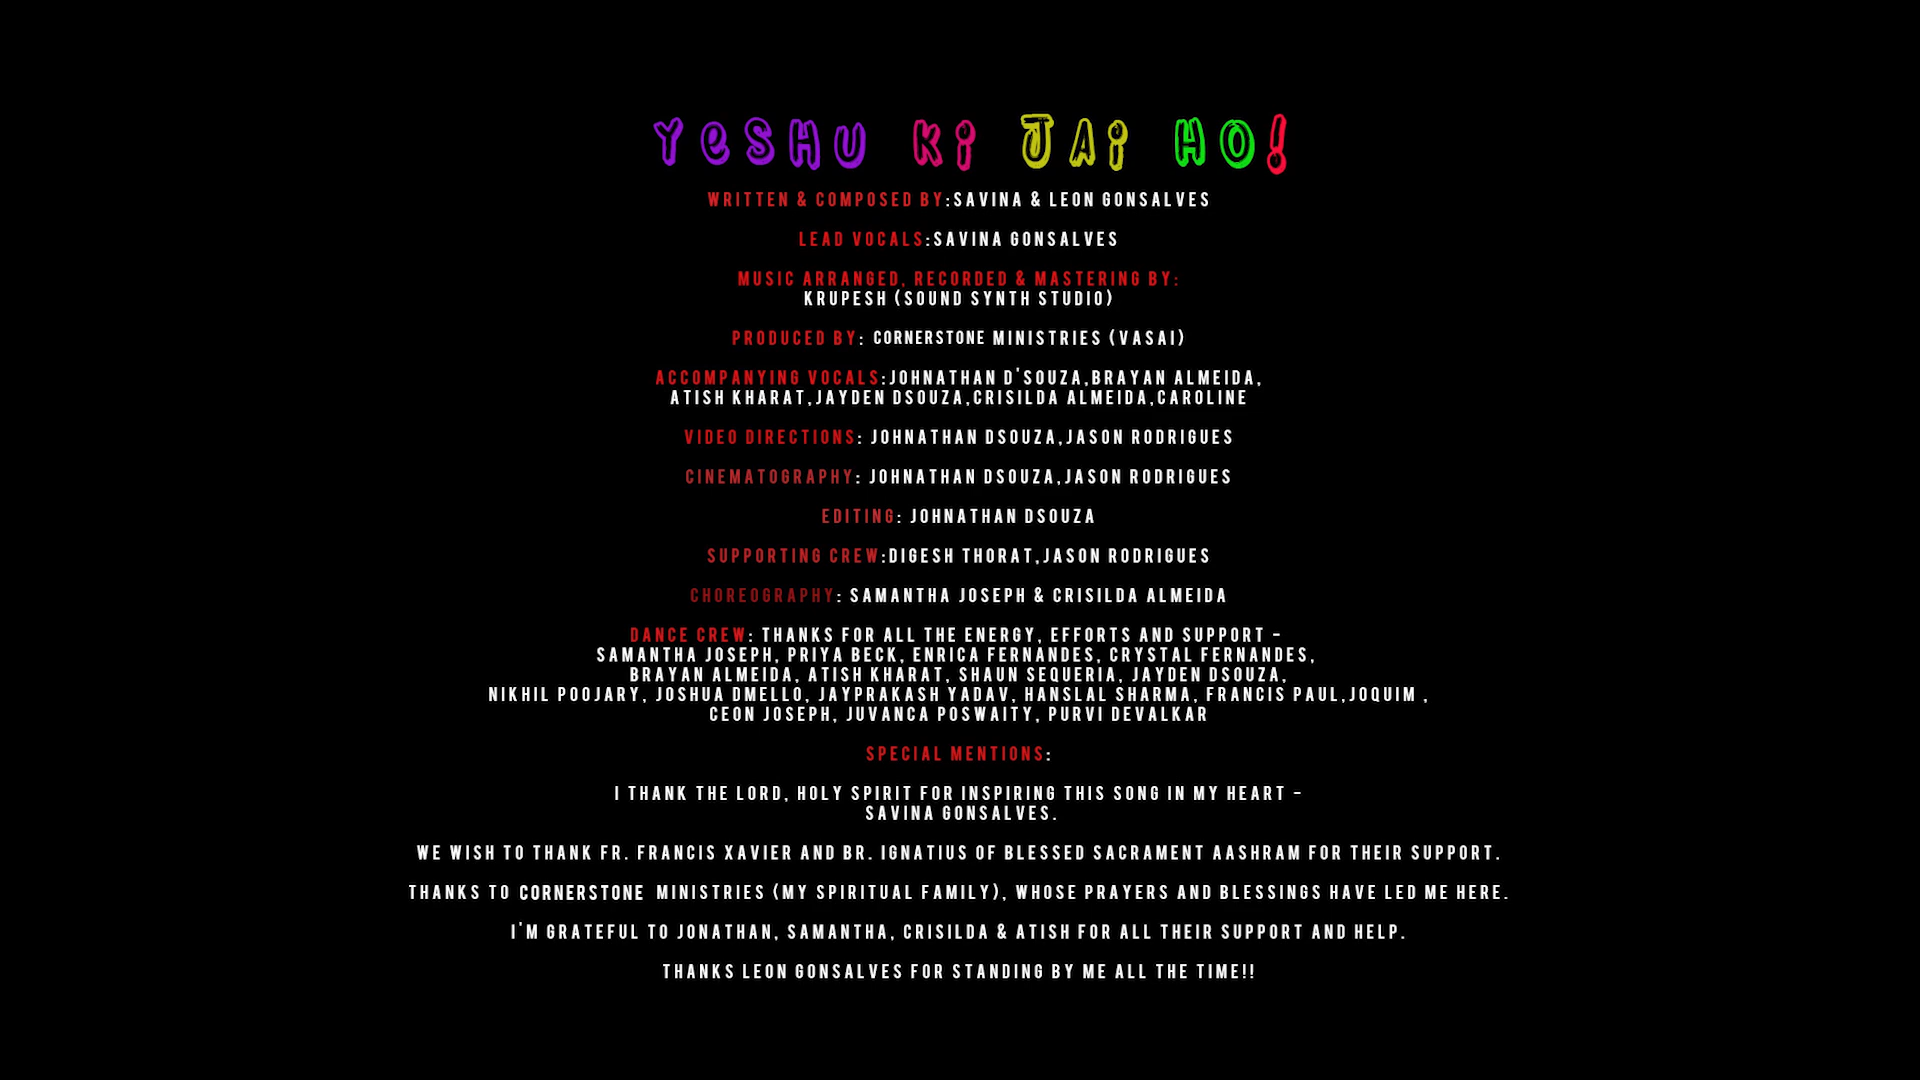 YeSHU Ki JAi HO!
WRITTEN & COMPOSED BY:SAVINA & LEON GONSALVES
LEAD VOCALS:SAVINA GONSALVES
MUSIC ARRANGED, RECORDED & MASTERING BY:
KRUPESH (SOUND SYNTH STUDIO)
PRODUCED BY: CORNERSTONE MINISTRIES (VASAI)
ACCOMPANYING VOCALS:JOHNATHAN D'SOUZA,BRAYAN ALMEIDA,
ATISH KHARAT,JAYDEN DSOUZA,CRISILDA ALMEIDA,CAROLINE
VIDEO DIRECTIONS: JOHNATHAN DSOUZA,JASON RODRIGUES
CINEMATOGRAPHY: JOHNATHAN DSOUZA,JASON RODRIGUES
EDITING: JOHNATHAN DSOUZA
SUPPORTING CREW:DIGESH THORAT,JASON RODRIGUES
CHOREOGRAPHY: SAMANTHA JOSEPH & CRISILDA ALMEIDA
DANCE CREW: THANKS FOR ALL THE ENERGY, EFFORTS AND SUPPORT -
SAMANTHA JOSEPH, PRIYA BECK, ENRICA FERNANDES, CRYSTAL FERNANDES,
BRAYAN ALMEIDA, ATISH KHARAT, SHAUN SEQUERIA, JAYDEN DSOUZA,
NIKHIL POOJARY, JOSHUA DMELLO, JAYPRAKASH YADAV, HANSLAL SHARMA, FRANCIS PAUL,JOQUIM ,
CEON JOSEPH, JUVANCA POSWAITY, PURVI DEVALKAR
SPECIAL MENTIONS:
I THANK THE LORD, HOLY SPIRIT FOR INSPIRING THIS SONG IN MY HEART -
SAVINA GONSALVES.
WE WISH TO THANK FR. FRANCIS XAVIER AND BR. IGNATIUS OF BLESSED SACRAMENT AASHRAM FOR THEIR SUPPORT.
THANKS TO CORNERSTONE MINISTRIES (MY SPIRITUAL FAMILY), WHOSE PRAYERS AND BLESSINGS HAVE LED ME HERE.
I'M GRATEFUL TO JONATHAN, SAMANTHA, CRISILDA & ATISH FOR ALL THEIR SUPPORT AND HELP.
THANKS LEON GONSALVES FOR STANDING BY ME ALL THE TIME!!